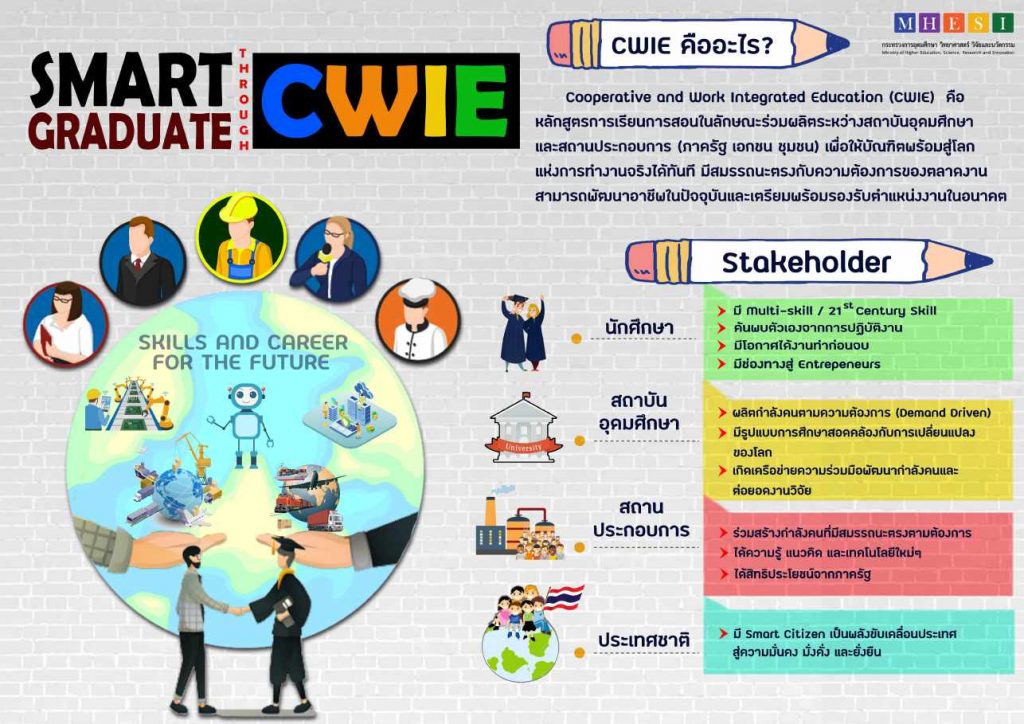 SMART
GRADUATE
THROUGH
CWIE
CWIE คืออะไร?
MHESI
กระทรวงการอุดมศึกษา วิทยาศาสตร์ วิจัยและนวัตกรรม
Ministry of Higher Education, Science, Research and Innovation
Cooperative and Work Integrated Education (CWIE) คือ
หลักสูตรการเรียนการสอนในลักษณะร่วมผลิตระหว่างสถาบันอุดมศึกษา
และสถานประกอบการ (ภาครัฐ เอกชน ชุมชน) เพื่อให้บัณฑิตพร้อมสู่โลก
แห่งการทำงานจริงได้ทันที มีสมรรถนะตรงกับความต้องการของตลาดงาน
สามารถพัฒนาอาชีพในปัจจุบันและเตรียมพร้อมรองรับตำแหน่งงานในอนาคต
SKILLS AND CAREER
FOR THE FUTURE
Stakeholder
นักศึกษา
มี Multi-skill / 21st Century Skill
ค้นพบตัวเองจากการปฏิบัติงาน
มีโอกาสได้งานทำก่อนจบ
มีช่องทางสู่ Entrepeneurs
University
สถาบัน
อุดมศึกษา
ผลิตกำลังคนตามความต้องการ (Demand Driven)
มีรูปแบบการศึกษาสอดคล้องกับการเปลี่ยนแปลง
ของโลก
เกิดเครือข่ายความร่วมมือพัฒนากำลังคนและ
ต่อยอดงานวิจัย
สถาน
ประกอบการ
ร่วมสร้างกำลังคนที่มีสมรรถนะตรงตามต้องการ
ได้ความรู้ แนวคิด และเทคโนโลยีใหม่ๆ
ได้สิทธิประโยชน์จากภาครัฐ
ประเทศชาติ
มี Smart Citizen เป็นพลังขับเคลื่อนประเทศ
สู่ความมั่นคง มั่งคั่ง และยั่งยืน